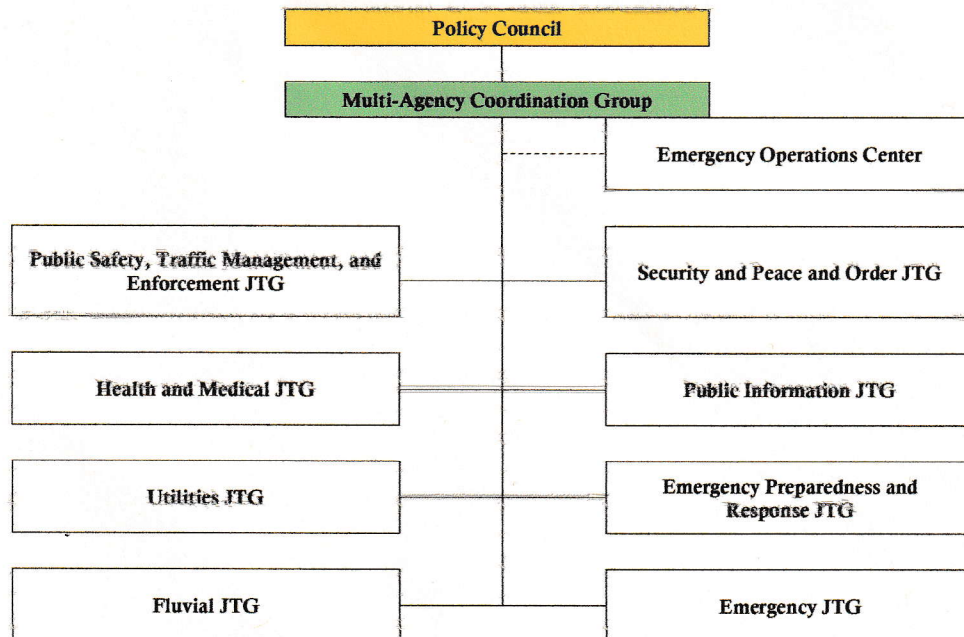 Policy Council
Multi-Agency Coordination Group
Emergency Operations Center
Public Safety, Traffic Management, and
Enforcement JTG
Security and Peace and Order JTG
Health and Medical JTG
Public Information JTG
Utilities JTG
Emergency Preparedness and
Response JTG
Fluvial JTG
Emergency JTG